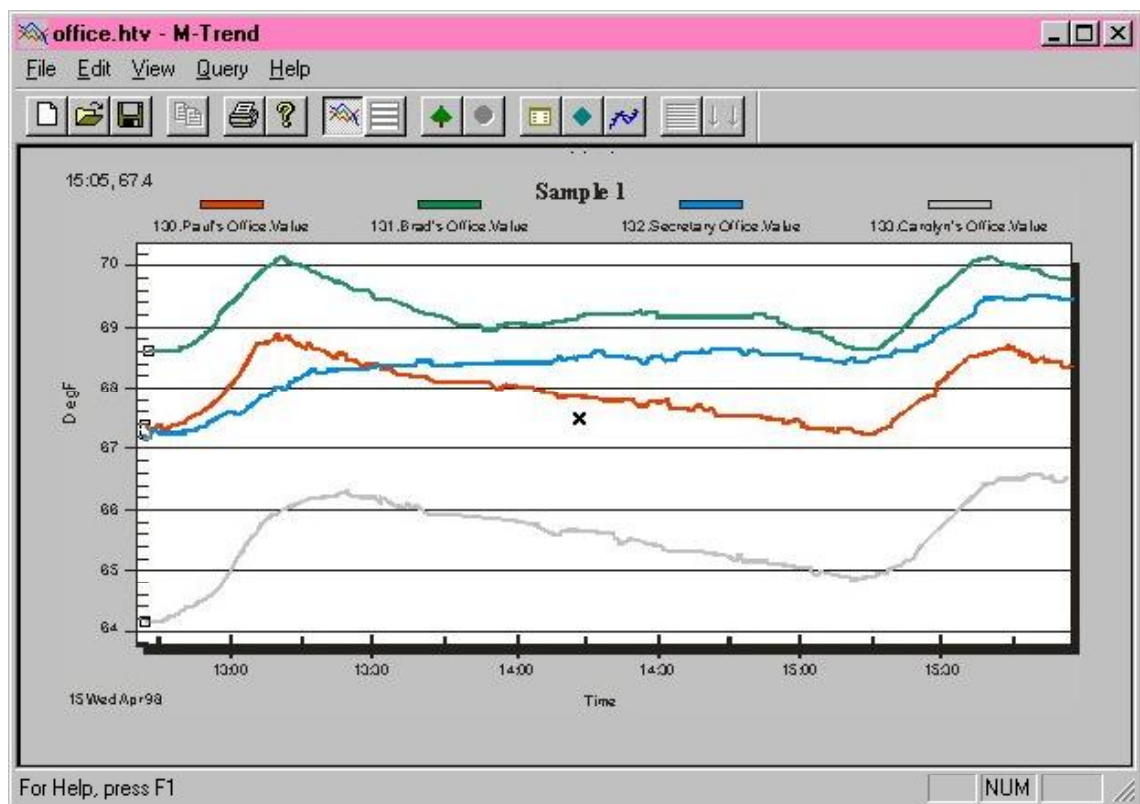 office.htv - M-Trend
File Edit View Query Help
15:05, 67.4
Sample 1
130.Paul's Office.Value
131.Brad's Office.Value
132.Secretary Office.Value
133.Carolyn's Office.Value
70
69
68
67
66
65
64
DegF
13:00
13:30
14:00
14:30
15:00
15:30
15 Wed Apr 98
Time
For Help, press F1
NUM